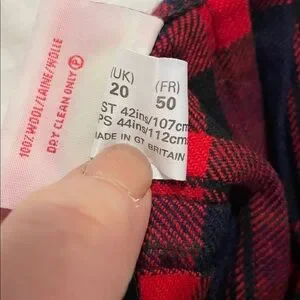 100% WOOL/LAINE/WOLLE
DRY CLEAN ONLY P
(UK) (FR)
20 50
ST 42ins/107cm
PS 44ins/112cm
MADE IN GT BRITAIN